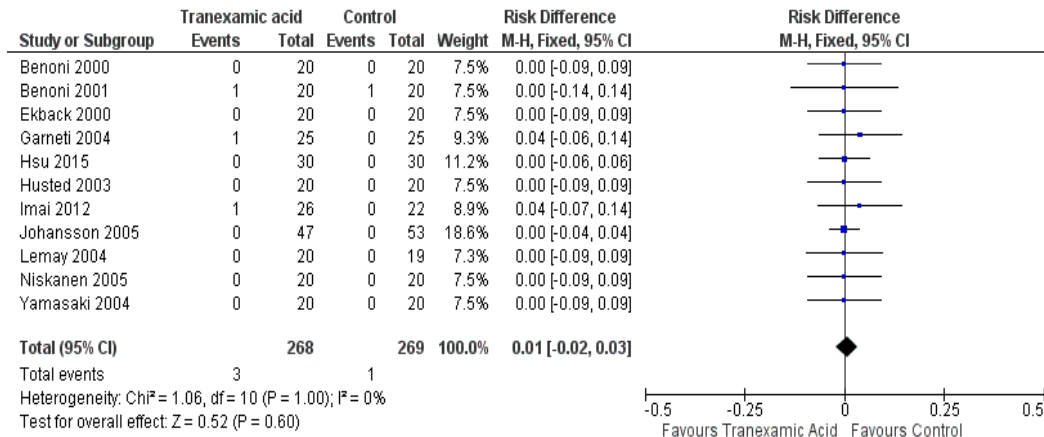 Tranexamic acid Control Risk Difference Risk Difference
Study or Subgroup Events Total Events Total Weight M-H, Fixed, 95% CI M-H, Fixed, 95% CI
Benoni 2000 0 20 0 20 7.5% 0.00 [-0.09, 0.09]
Benoni 2001 1 20 1 20 7.5% 0.00 [-0.14, 0.14]
Ekback 2000 0 20 0 20 7.5% 0.00 [-0.09, 0.09]
Garneti 2004 1 25 0 25 9.3% 0.04 [-0.06, 0.14]
Hsu 2015 0 30 0 30 11.2% 0.00 [-0.06, 0.06]
Husted 2003 0 20 0 20 7.5% 0.00 [-0.09, 0.09]
Imai 2012 1 26 0 22 8.9% 0.04 [-0.07, 0.14]
Johansson 2005 0 47 0 53 18.6% 0.00 [-0.04, 0.04]
Lemay 2004 0 20 0 19 7.3% 0.00 [-0.09, 0.09]
Niskanen 2005 0 20 0 20 7.5% 0.00 [-0.09, 0.09]
Yamasaki 2004 0 20 0 20 7.5% 0.00 [-0.09, 0.09]
Total (95% CI) 268 269 100.0% 0.01 [-0.02, 0.03]
Total events 3 1
Heterogeneity: Chi² = 1.06, df = 10 (P = 1.00); I² = 0%
Test for overall effect: Z = 0.52 (P = 0.60)
-0.5 -0.25 0 0.25 0.5
Favours Tranexamic Acid Favours Control